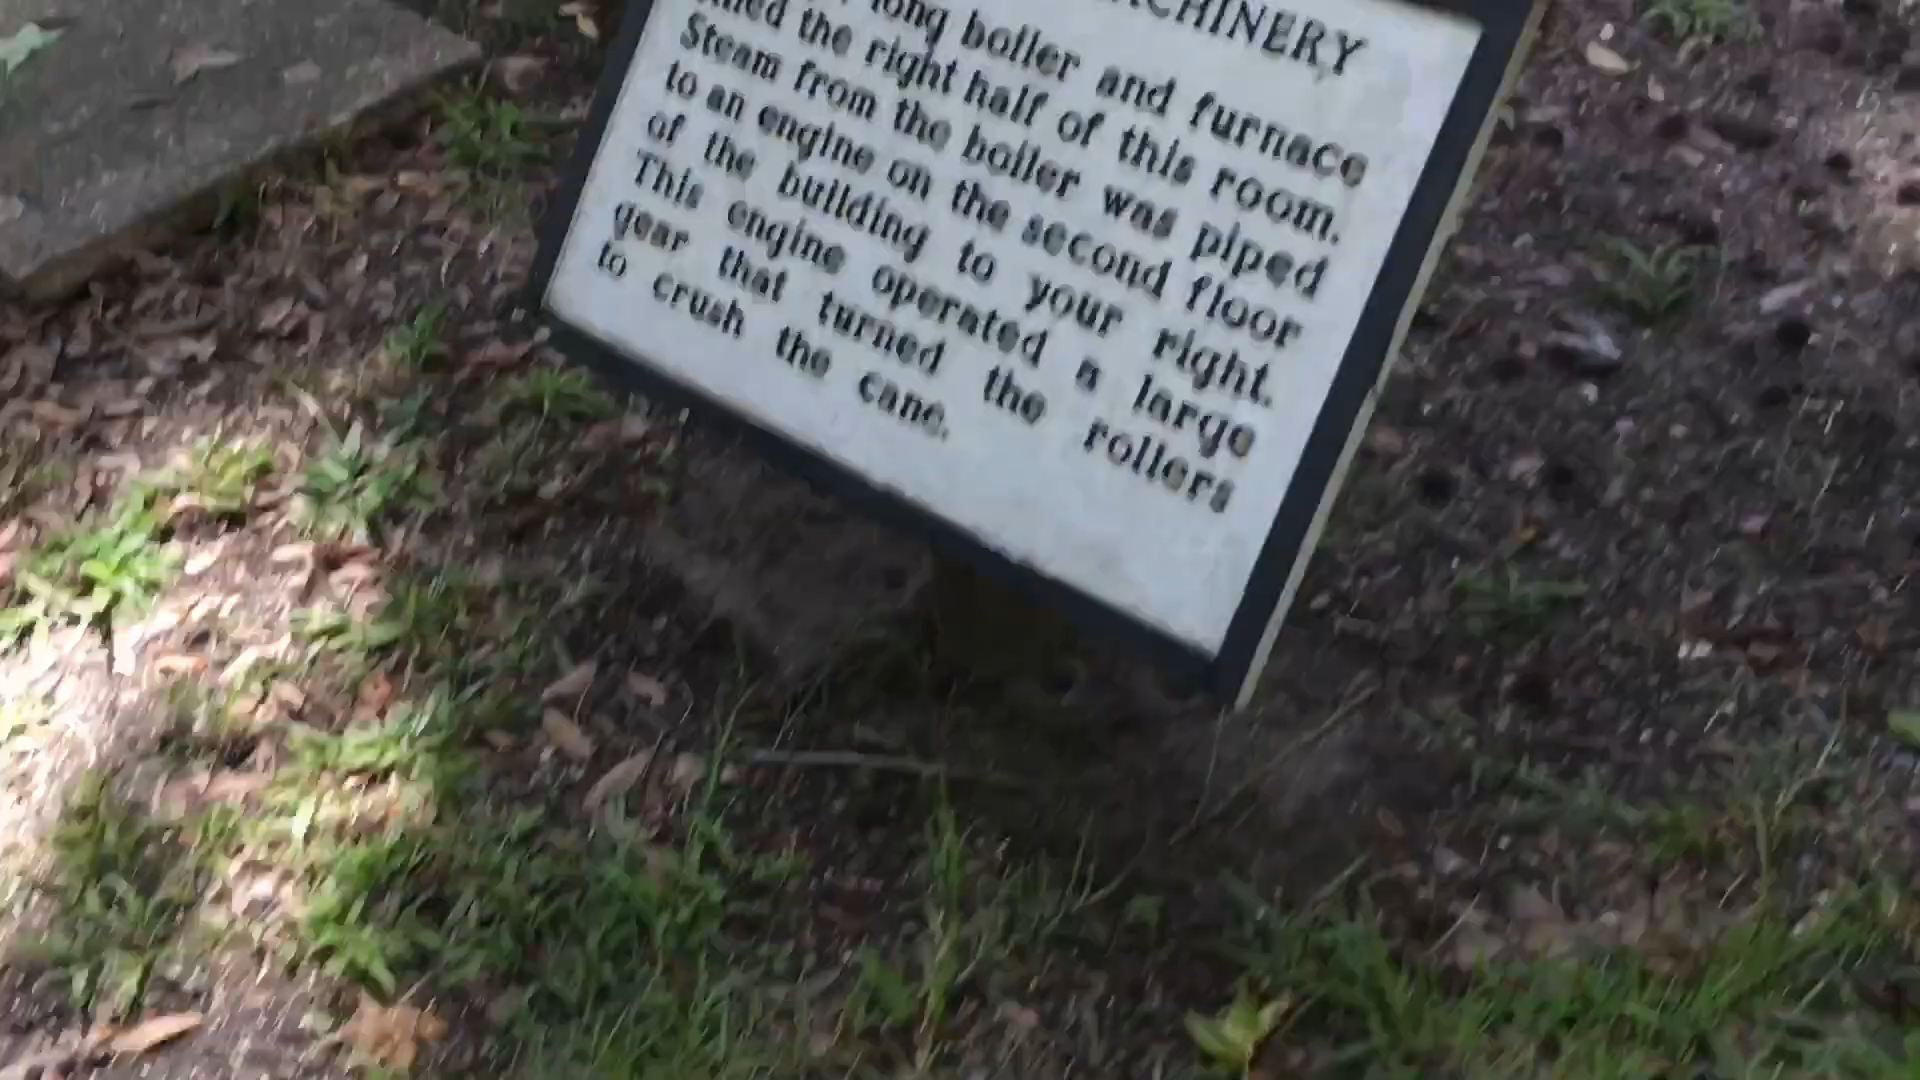 MACHINERY
long boiler and furnace
the right half of this room.
Steam from the boiler was piped
to an engine on the second floor
of the building to your right.
This engine operated a large
gear that turned the rollers
to crush the cane.